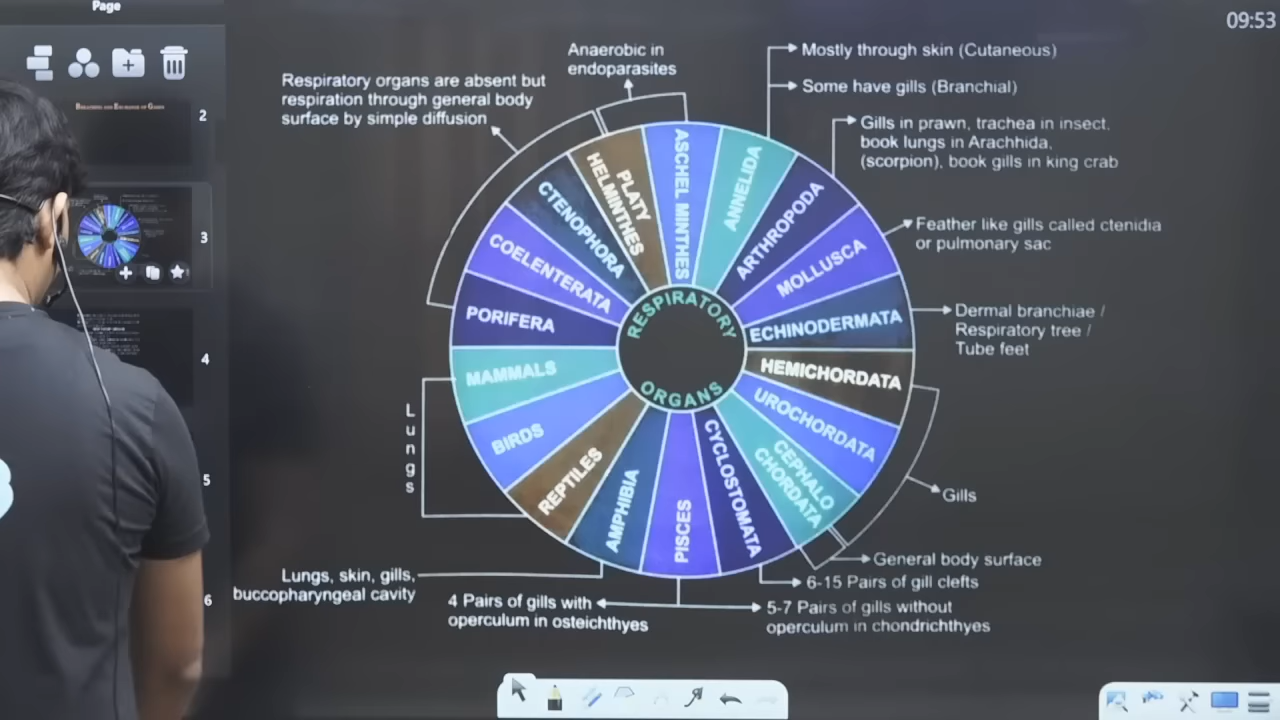 Page
09:53
BREATHING AND EXCHANGE OF GASES
2
3
4
5
6
Anaerobic in
endoparasites
Respiratory organs are absent but
respiration through general body
surface by simple diffusion
Mostly through skin (Cutaneous)
Some have gills (Branchial)
Gills in prawn, trachea in insect,
book lungs in Arachhida,
(scorpion), book gills in king crab
Feather like gills called ctenidia
or pulmonary sac
Dermal branchiae /
Respiratory tree /
Tube feet
Gills
General body surface
6-15 Pairs of gill clefts
5-7 Pairs of gills without
operculum in chondrichthyes
4 Pairs of gills with
operculum in osteichthyes
Lungs, skin, gills,
buccopharyngeal cavity
Lungs
RESPIRATORY
ORGANS
PORIFERA
COELENTERATA
CTENOPHORA
PLATY
HELMINTHES
ASCHEL MINTHES
ANNELIDA
ARTHROPODA
MOLLUSCA
ECHINODERMATA
HEMICHORDATA
UROCHORDATA
CEPHALO
CHORDATA
CYCLOSTOMATA
PISCES
AMPHIBIA
REPTILES
BIRDS
MAMMALS